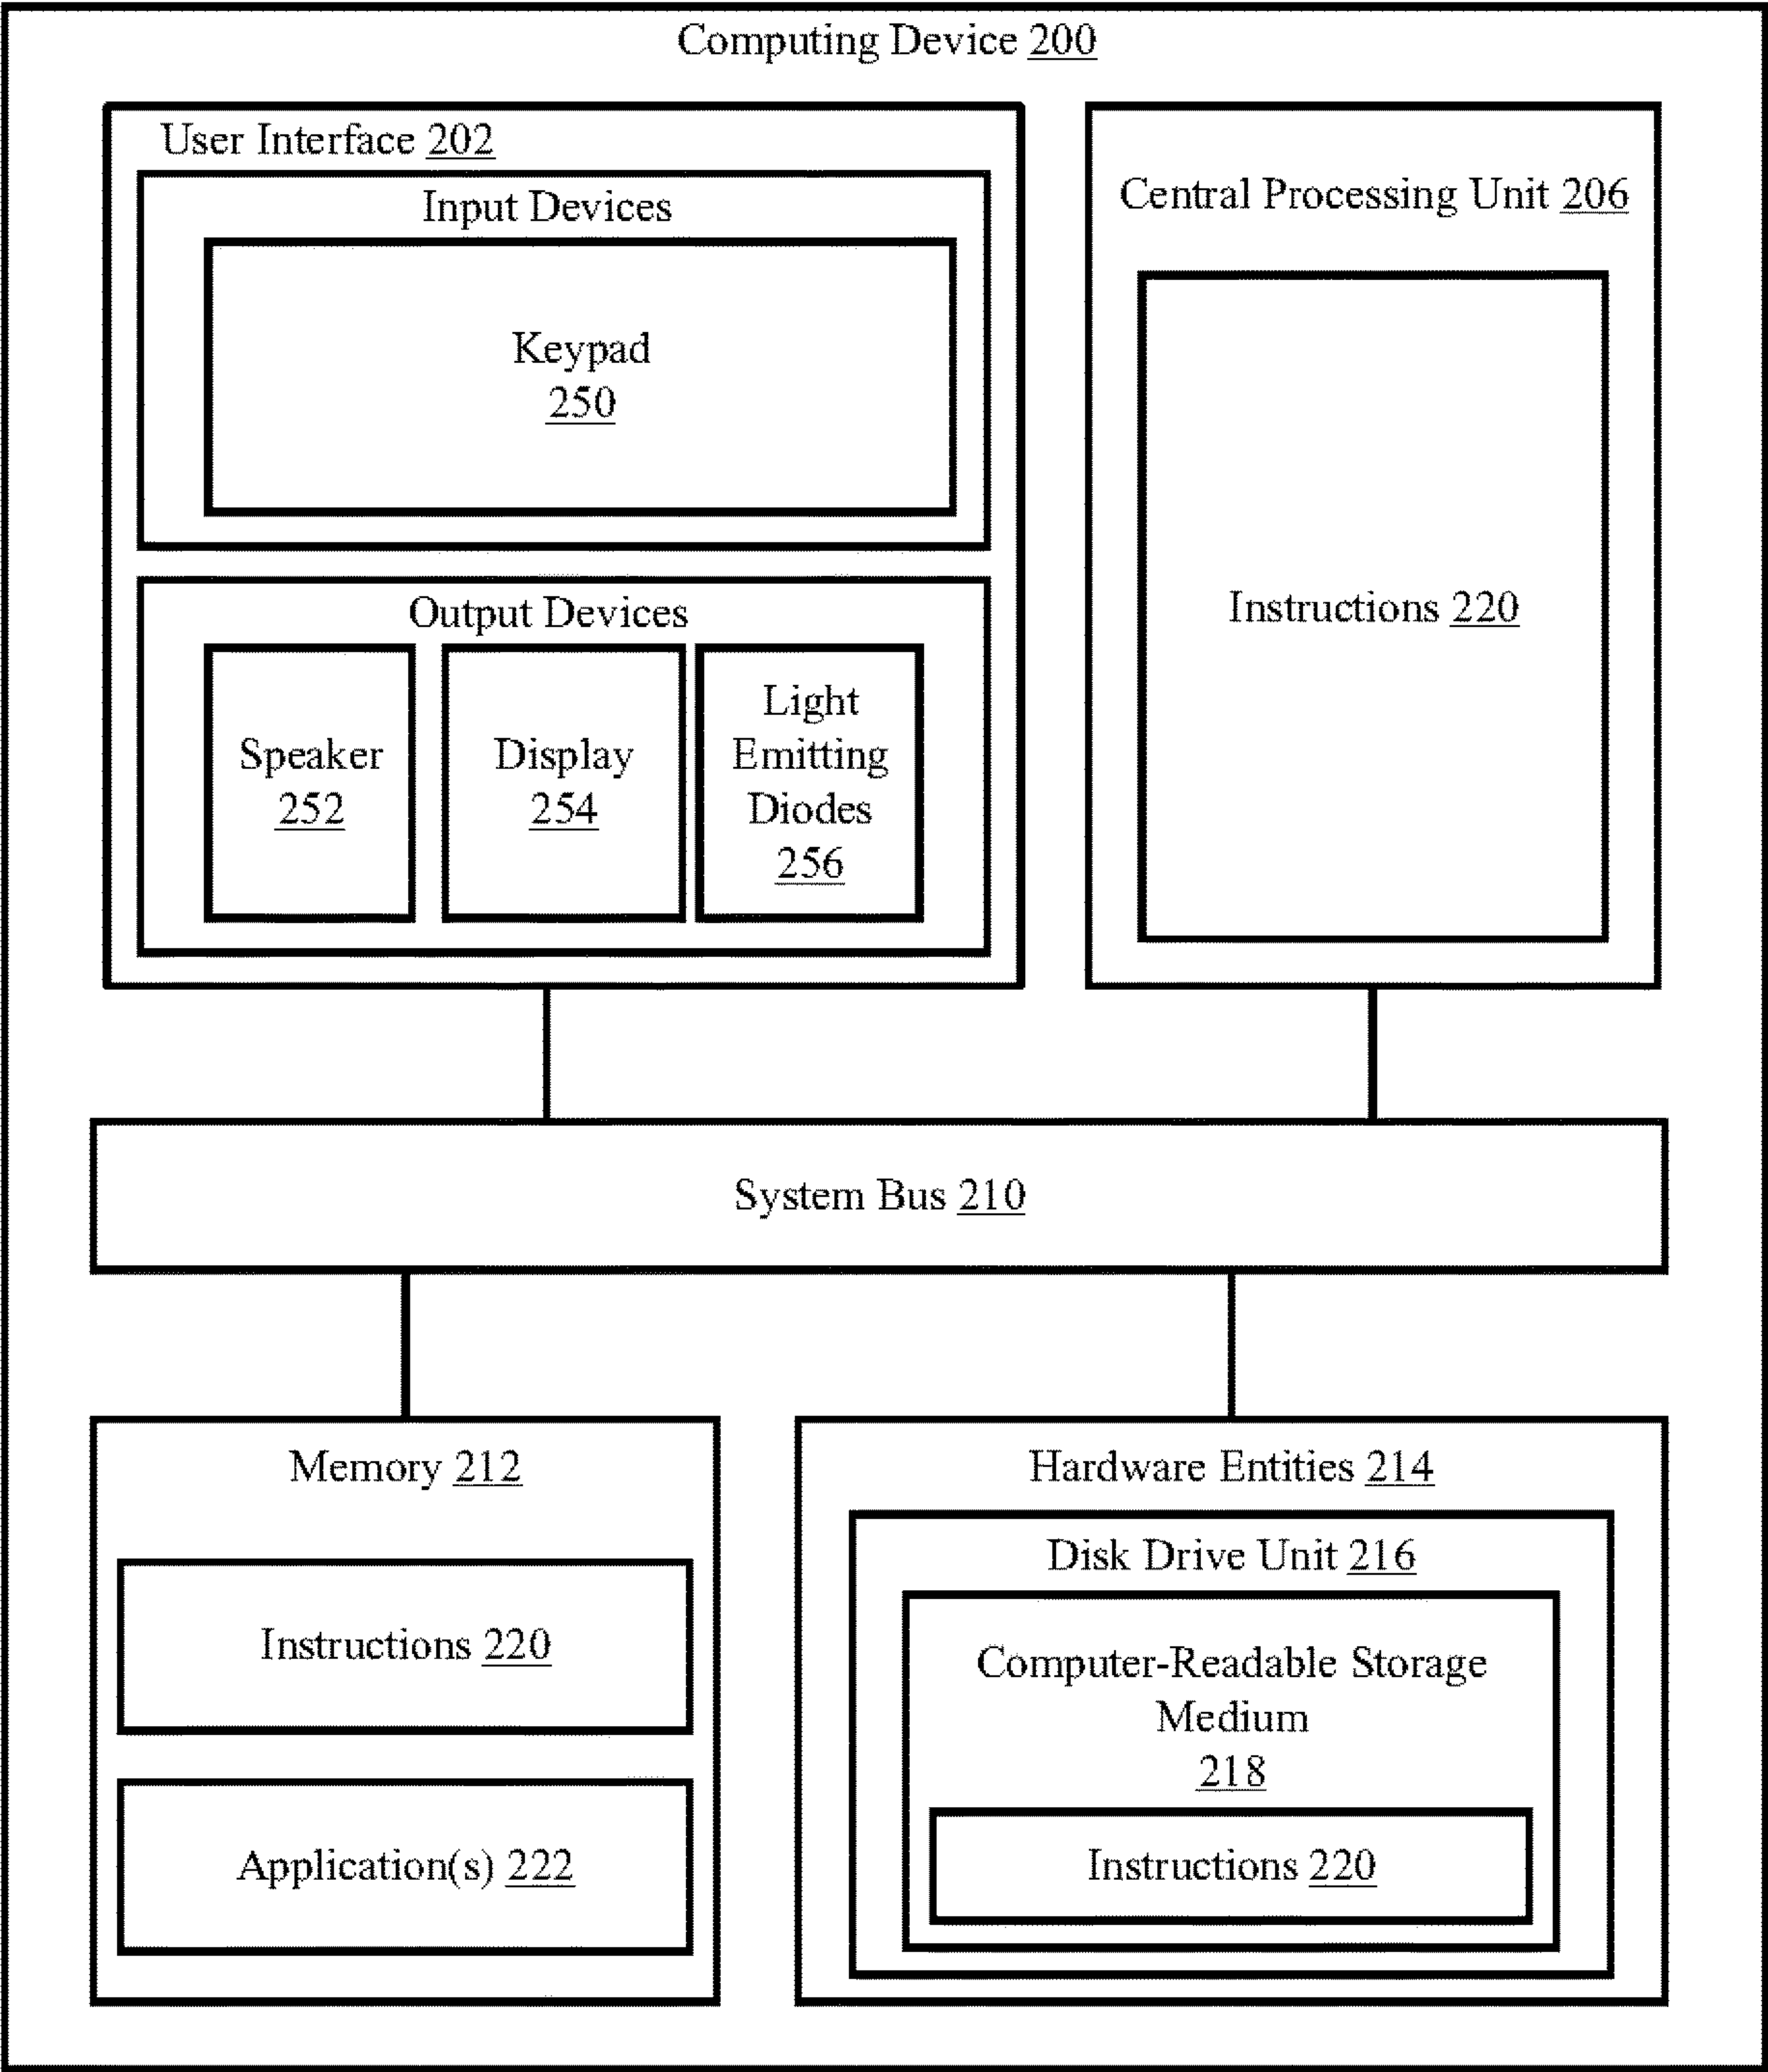 Computing Device 200
User Interface 202
Input Devices
Keypad
250
Output Devices
Speaker
252
Display
254
Light
Emitting
Diodes
256
Central Processing Unit 206
Instructions 220
System Bus 210
Memory 212
Instructions 220
Application(s) 222
Hardware Entities 214
Disk Drive Unit 216
Computer-Readable Storage
Medium
218
Instructions 220